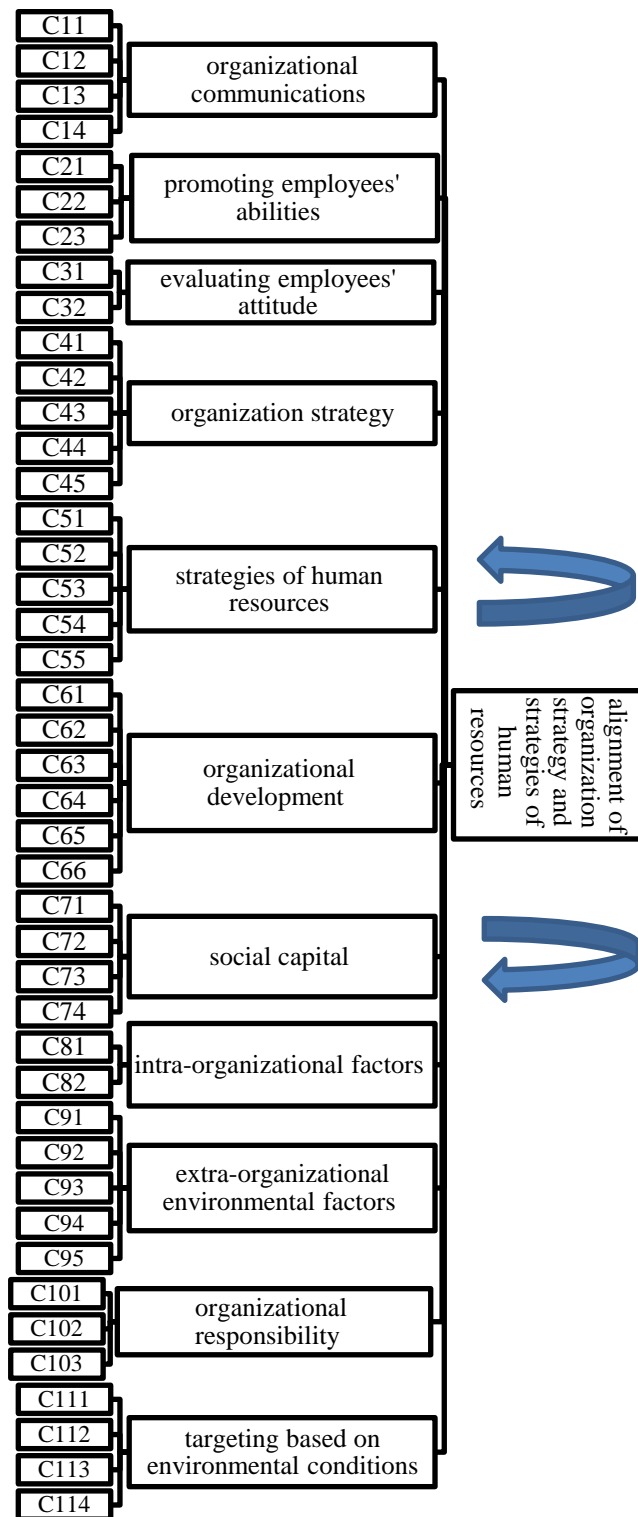 C11
C12
C13
C14
organizational
communications
C21
C22
C23
promoting employees'
abilities
C31
C32
evaluating employees'
attitude
C41
C42
C43
C44
C45
organization strategy
C51
C52
C53
C54
C55
strategies of human
resources
C61
C62
C63
C64
C65
C66
organizational
development
C71
C72
C73
C74
social capital
C81
C82
intra-organizational factors
C91
C92
C93
C94
C95
extra-organizational
environmental factors
C101
C102
C103
organizational
responsibility
C111
C112
C113
C114
targeting based on
environmental conditions
alignment of
organization
strategy and
strategies of
human
resources